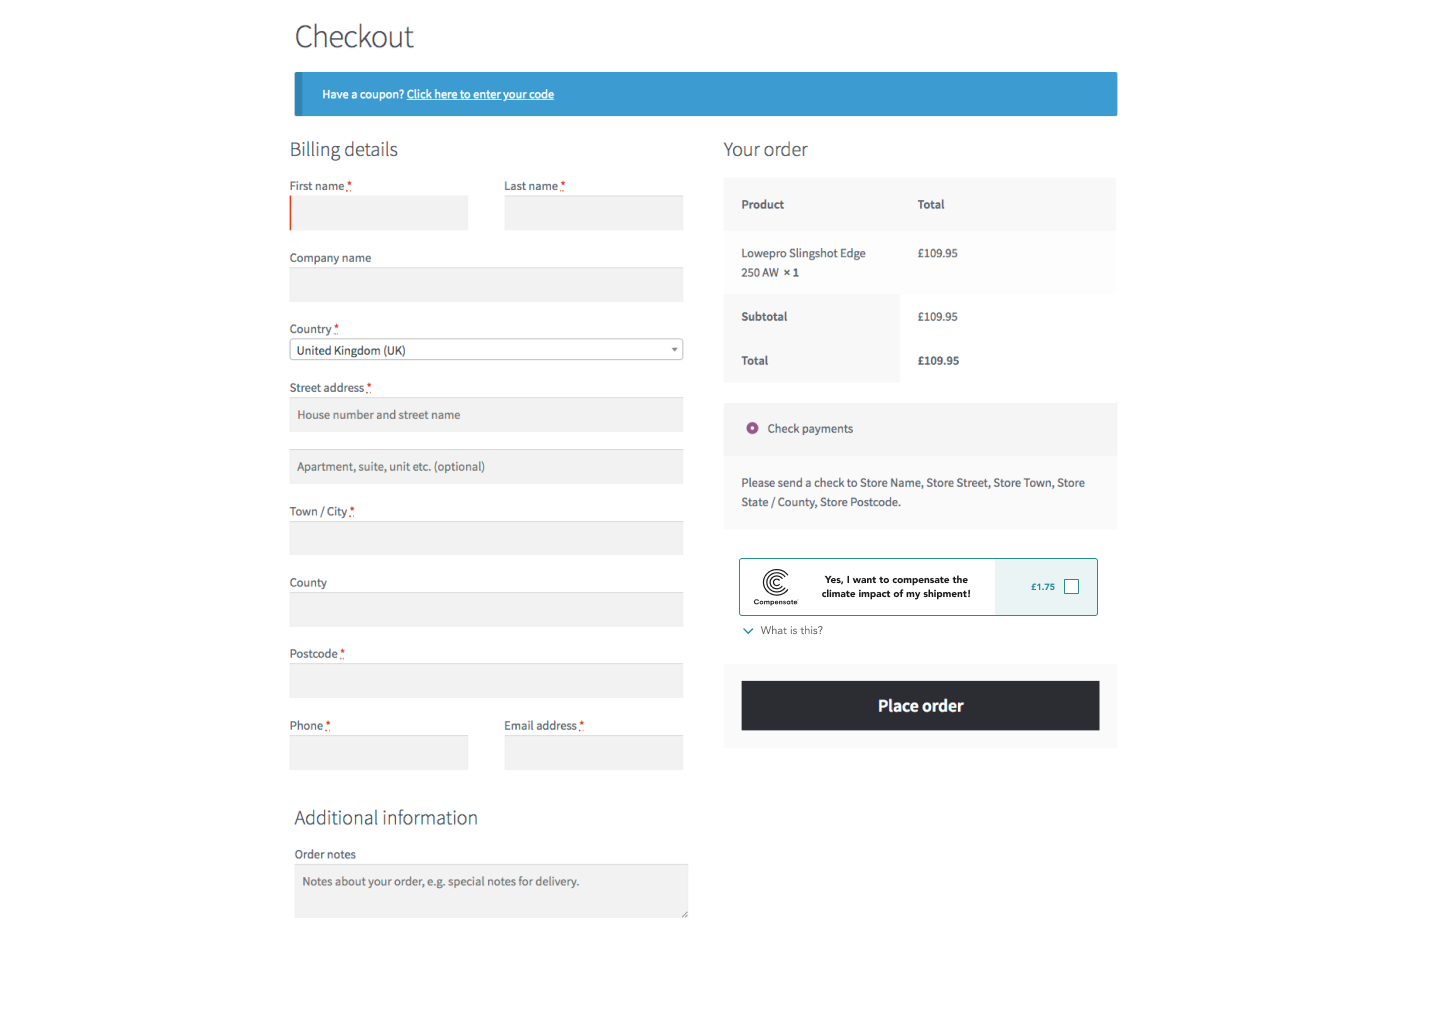 Checkout
Have a coupon? Click here to enter your code
Billing details
First name *
Last name *
Company name
Country *
United Kingdom (UK)
Street address *
House number and street name
Apartment, suite, unit etc. (optional)
Town / City *
County
Postcode *
Phone *
Email address *
Additional information
Order notes
Notes about your order, e.g. special notes for delivery.
Your order
Product Total
Lowepro Slingshot Edge £109.95
250 AW × 1
Subtotal £109.95
Total £109.95
Check payments
Please send a check to Store Name, Store Street, Store Town, Store
State / County, Store Postcode.
Compensate
Yes, I want to compensate the
climate impact of my shipment!
£1.75
What is this?
Place order